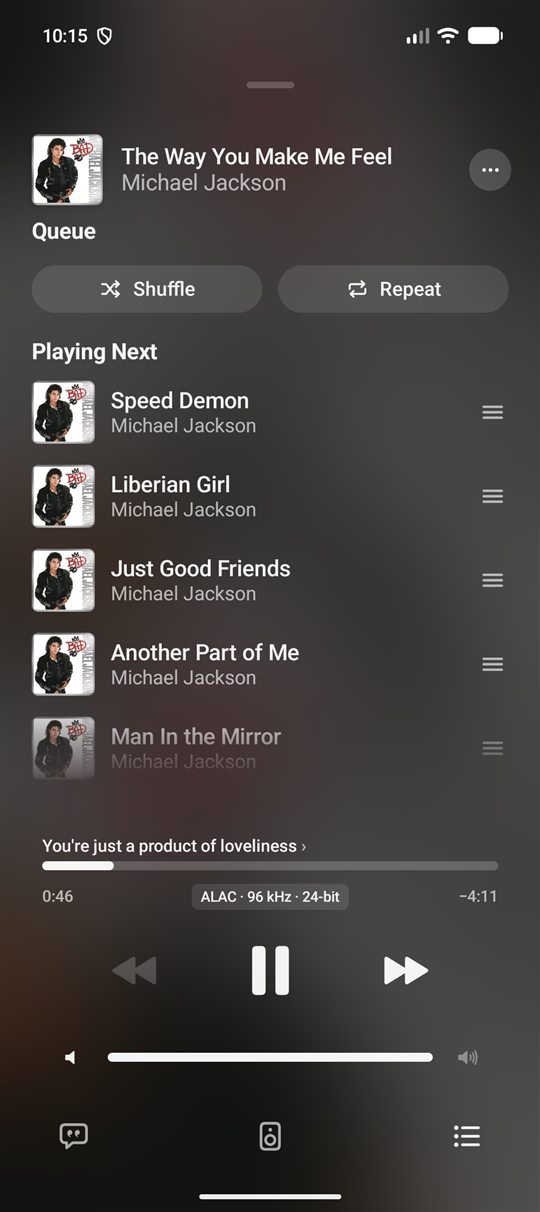 10:15
The Way You Make Me Feel
Michael Jackson
Queue
Shuffle
Repeat
Playing Next
Speed Demon
Michael Jackson
Liberian Girl
Michael Jackson
Just Good Friends
Michael Jackson
Another Part of Me
Michael Jackson
Man In the Mirror
Michael Jackson
You're just a product of loveliness ›
0:46
ALAC · 96 kHz · 24-bit
−4:11